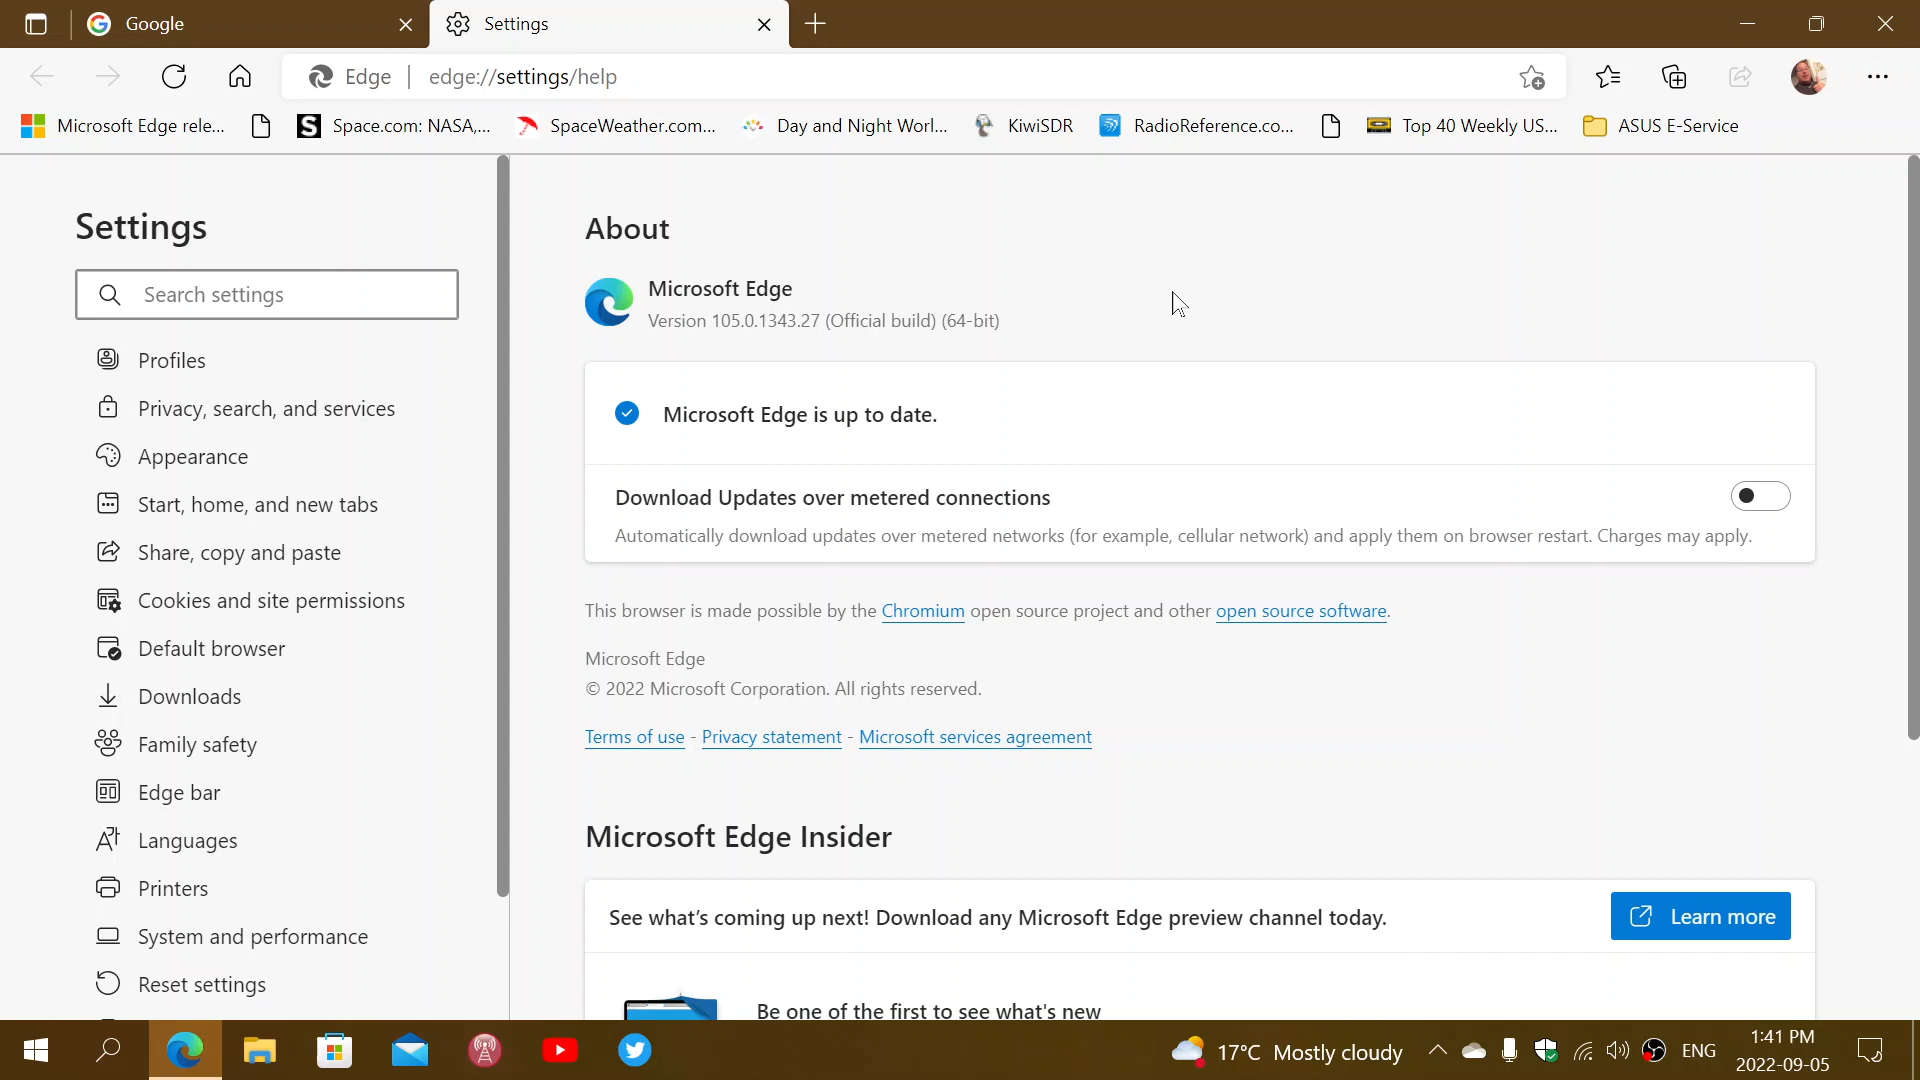 Google
Settings
Edge
edge://settings/help
Microsoft Edge rele...
Space.com: NASA,...
SpaceWeather.com...
Day and Night Worl...
KiwiSDR
RadioReference.co...
Top 40 Weekly US...
ASUS E-Service
Settings
Search settings
Profiles
Privacy, search, and services
Appearance
Start, home, and new tabs
Share, copy and paste
Cookies and site permissions
Default browser
Downloads
Family safety
Edge bar
Languages
Printers
System and performance
Reset settings
About
Microsoft Edge
Version 105.0.1343.27 (Official build) (64-bit)
Microsoft Edge is up to date.
Download Updates over metered connections
Automatically download updates over metered networks (for example, cellular network) and apply them on browser restart. Charges may apply.
This browser is made possible by the Chromium open source project and other open source software.
Microsoft Edge
© 2022 Microsoft Corporation. All rights reserved.
Terms of use - Privacy statement - Microsoft services agreement
Microsoft Edge Insider
See what's coming up next! Download any Microsoft Edge preview channel today.
Learn more
Be one of the first to see what's new
17°C Mostly cloudy
ENG
1:41 PM
2022-09-05